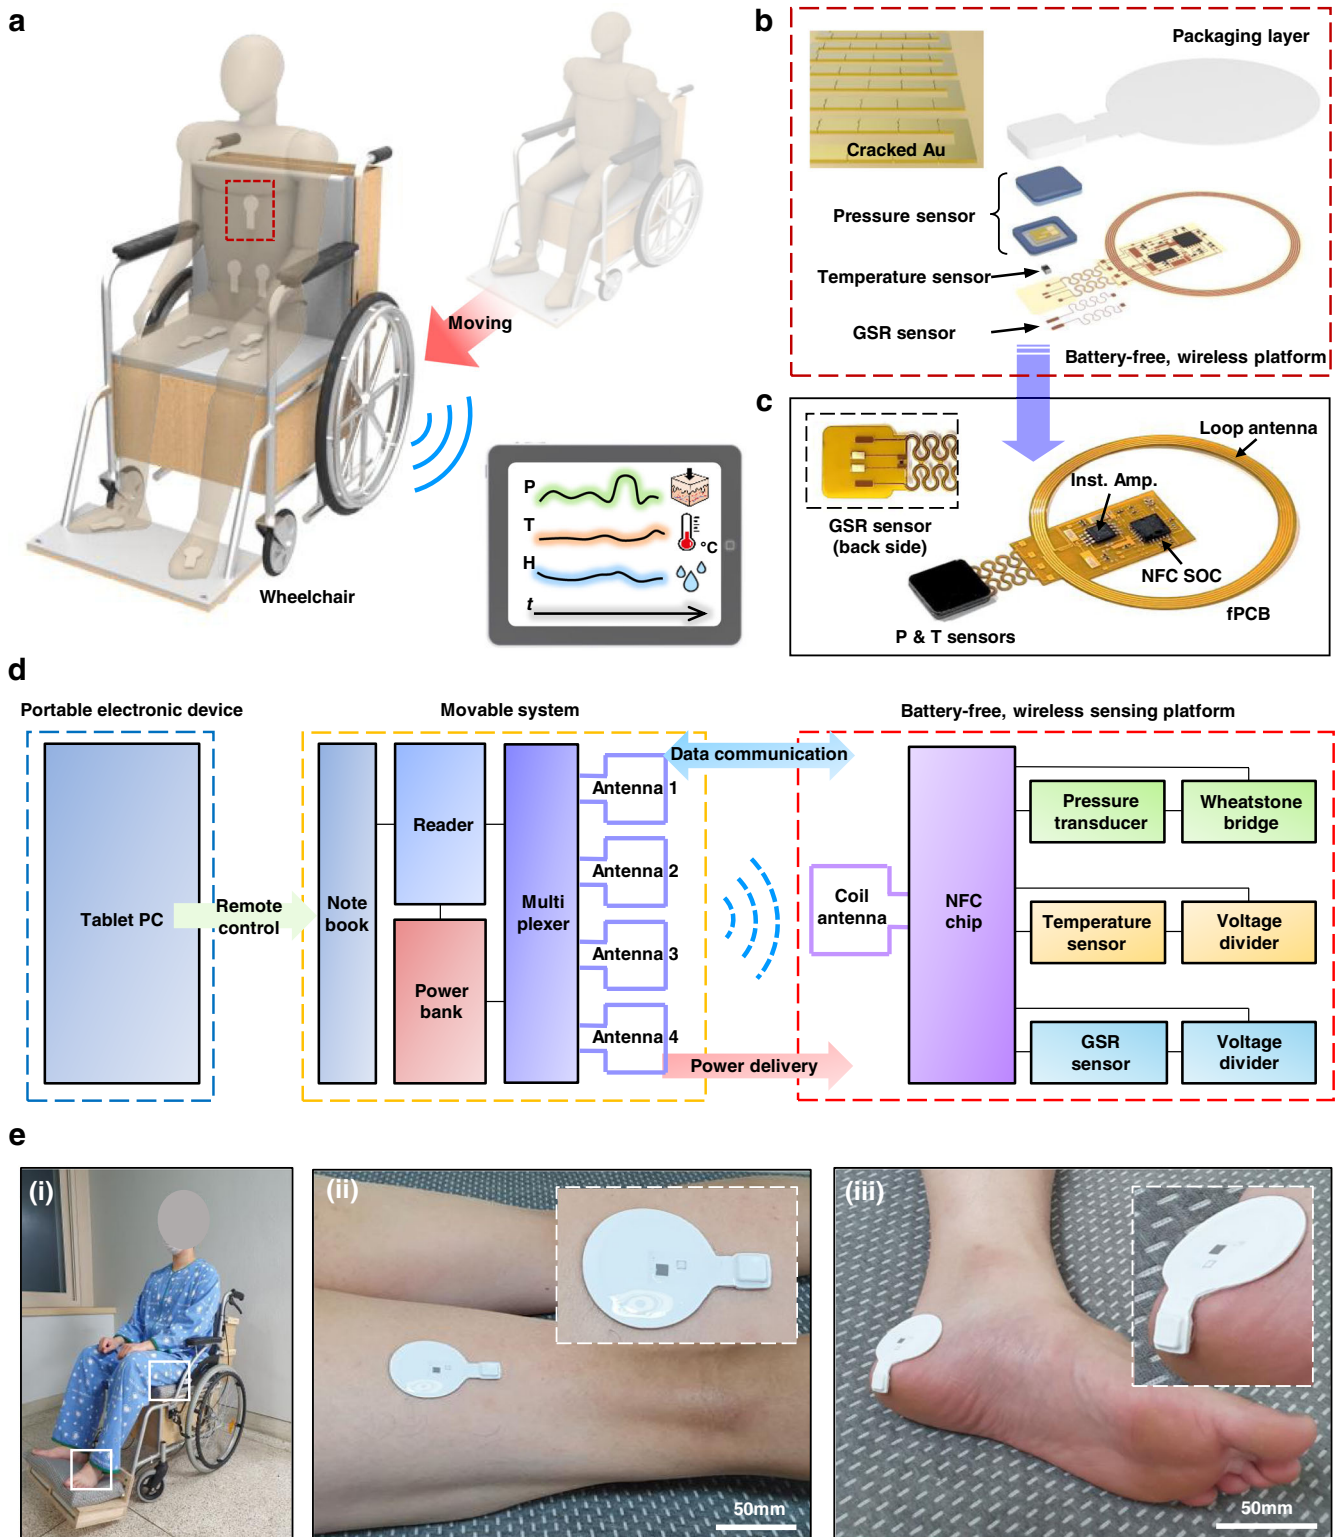 a
Moving
Wheelchair
P
T
°C
H
t
b
Packaging layer
Cracked Au
Pressure sensor
Temperature sensor
GSR sensor
Battery-free, wireless platform
c
Loop antenna
Inst. Amp.
GSR sensor
(back side)
NFC SOC
fPCB
P & T sensors
d
Portable electronic device
Movable system
Battery-free, wireless sensing platform
Tablet PC
Remote
control
Note
book
Reader
Power
bank
Multi
plexer
Antenna 1
Antenna 2
Antenna 3
Antenna 4
Data communication
Power delivery
Coil
antenna
NFC
chip
Pressure
transducer
Wheatstone
bridge
Temperature
sensor
Voltage
divider
GSR
sensor
Voltage
divider
e
(i)
(ii)
50mm
(iii)
50mm